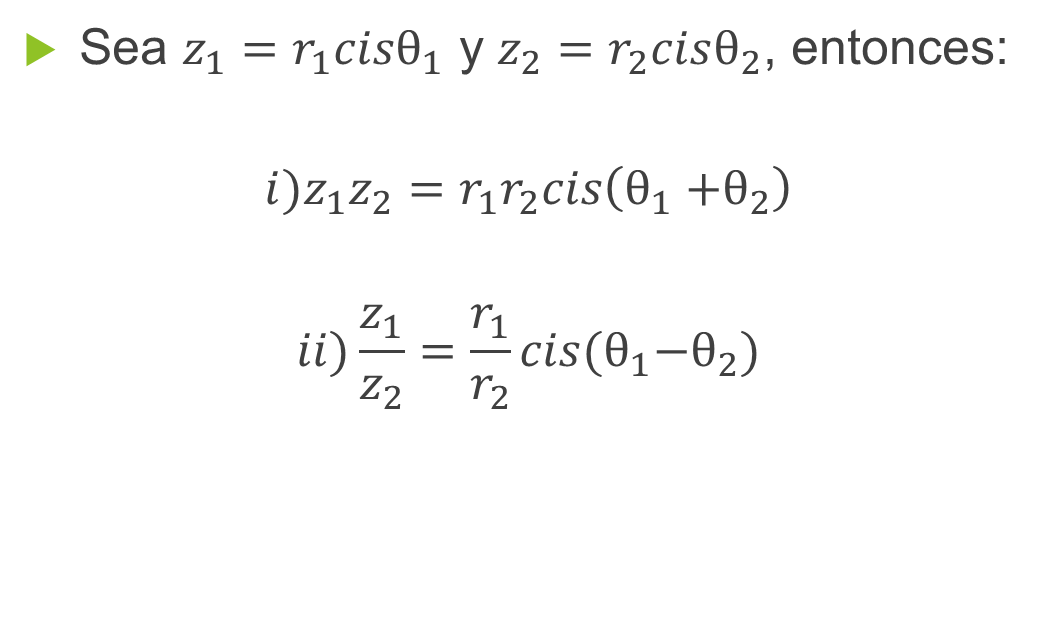 Sea z₁ = r₁cisθ₁ y z₂ = r₂cisθ₂, entonces:
i)z₁z₂ = r₁r₂cis(θ₁ +θ₂)
ii) z₁/z₂ = r₁/r₂ cis(θ₁−θ₂)